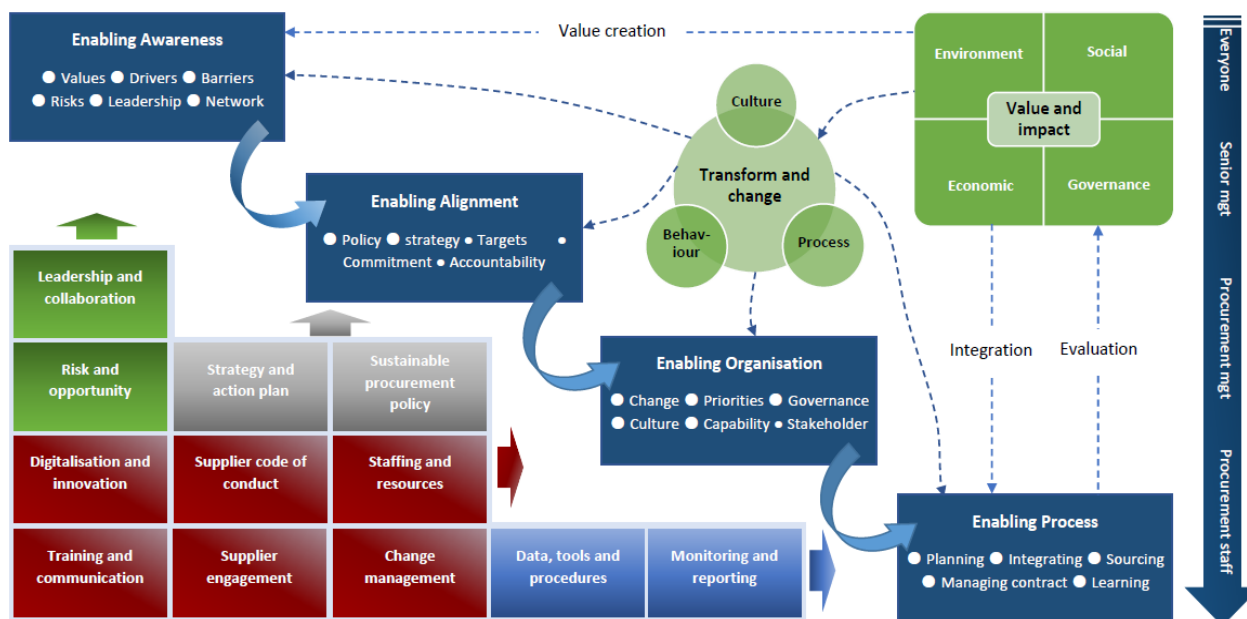 Enabling Awareness
● Values ● Drivers ● Barriers
● Risks ● Leadership ● Network
Value creation
Environment
Social
Value and
impact
Economic
Governance
Culture
Transform and
change
Behav-
iour
Process
Enabling Alignment
● Policy ● strategy ● Targets ●
Commitment ● Accountability
Enabling Organisation
● Change ● Priorities ● Governance
● Culture ● Capability ● Stakeholder
Integration
Evaluation
Enabling Process
● Planning ● Integrating ● Sourcing
● Managing contract ● Learning
Leadership and
collaboration
Risk and
opportunity
Strategy and
action plan
Sustainable
procurement
policy
Digitalisation and
innovation
Supplier code of
conduct
Staffing and
resources
Training and
communication
Supplier
engagement
Change
management
Data, tools and
procedures
Monitoring and
reporting
Everyone
Senior mgt
Procurement mgt
Procurement staff